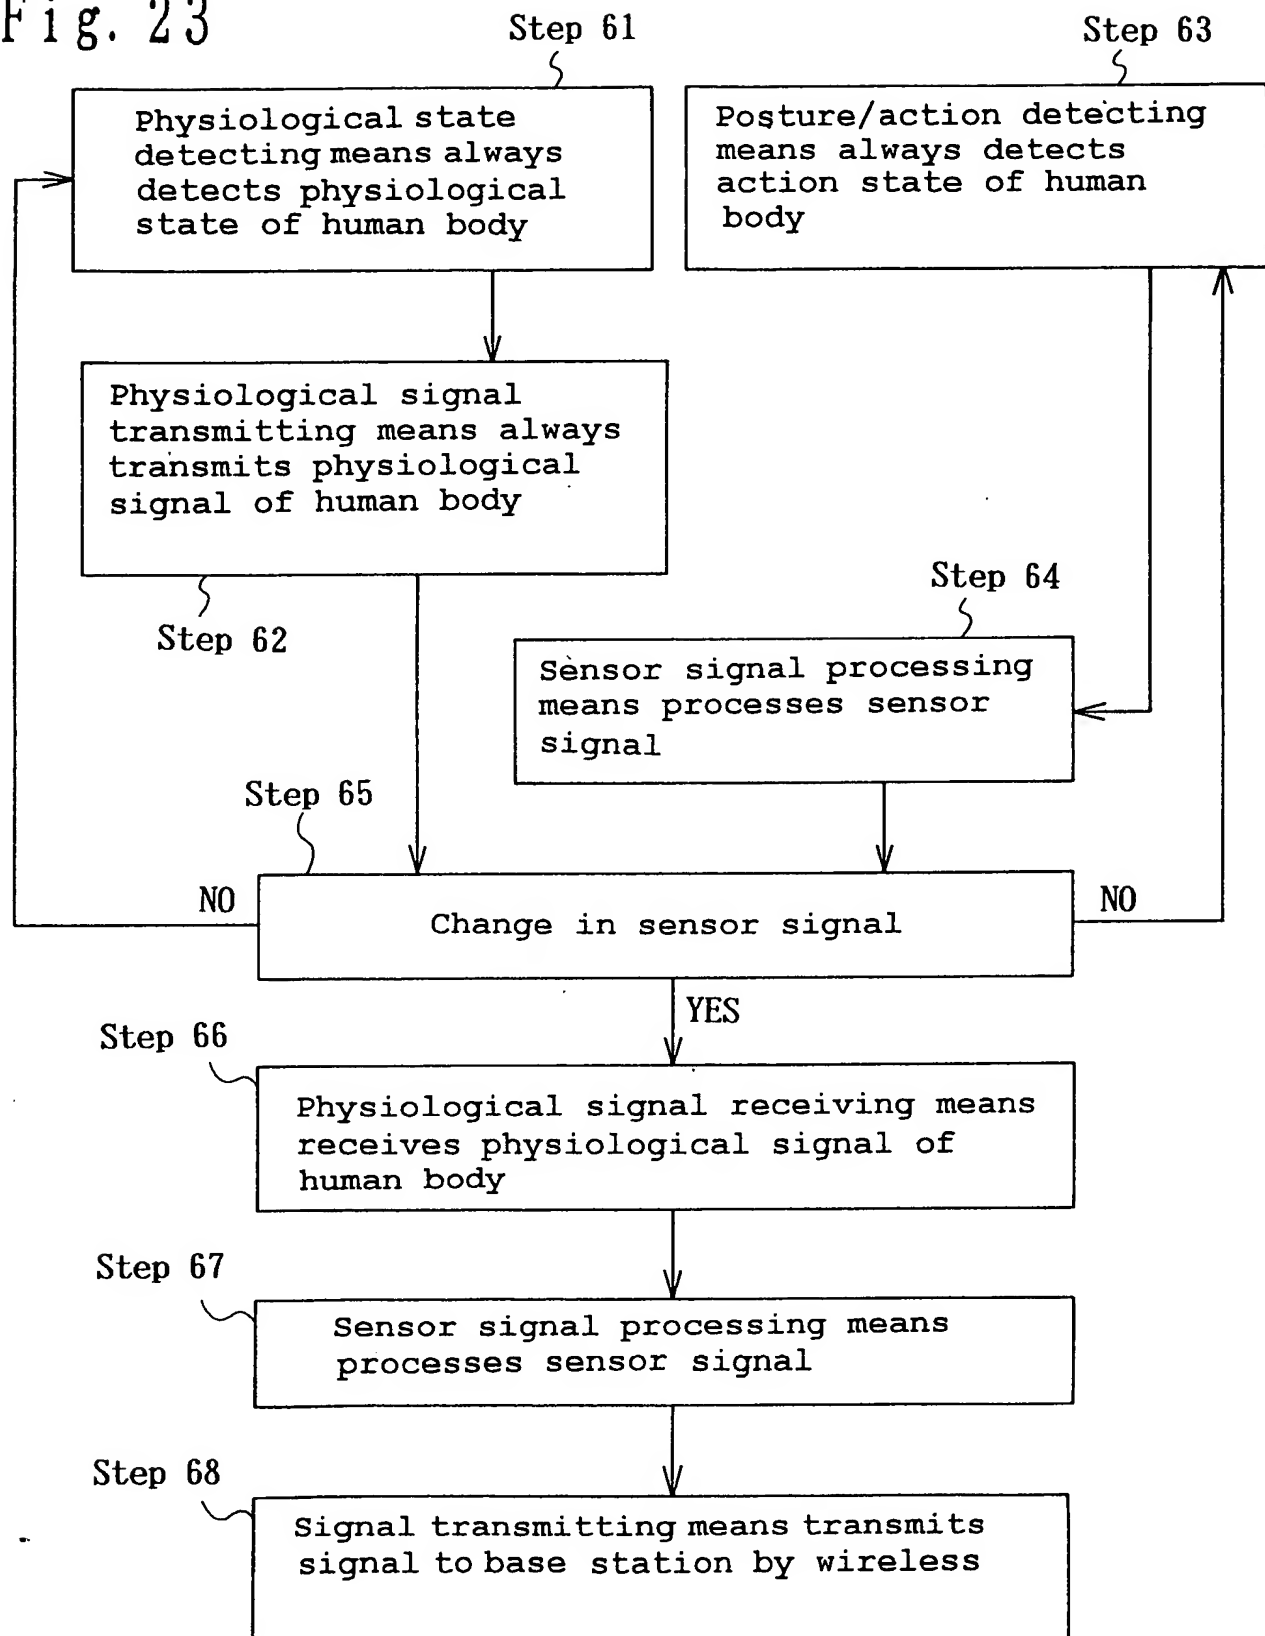 Fig. 23
Step 61
Physiological state
detecting means always
detects physiological
state of human body
Step 63
Posture/action detecting
means always detects
action state of human
body
Physiological signal
transmitting means always
transmits physiological
signal of human body
Step 62
Step 64
Sensor signal processing
means processes sensor
signal
Step 65
NO
Change in sensor signal
NO
YES
Step 66
Physiological signal receiving means
receives physiological signal of
human body
Step 67
Sensor signal processing means
processes sensor signal
Step 68
Signal transmitting means transmits
signal to base station by wireless